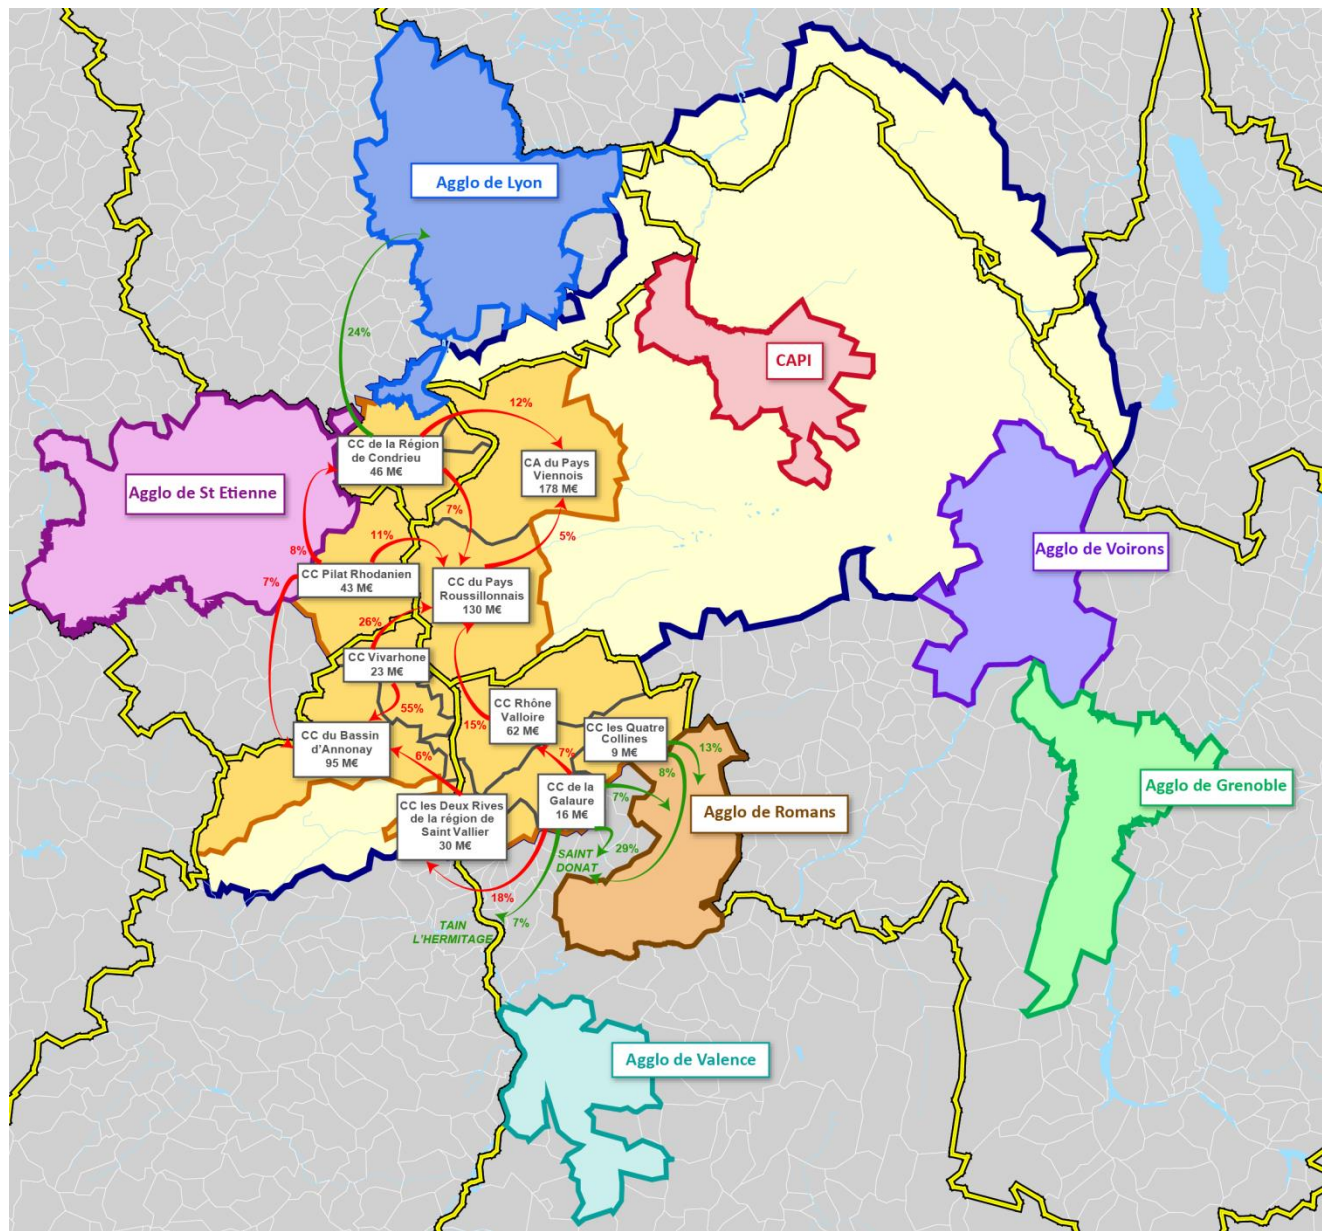 Agglo de Lyon
24%
CAPI
12%
CC de la Région
de Condrieu
46 M€
CA du Pays
Viennois
178 M€
Agglo de St Etienne
7%
11%
5%
8%
7%
Agglo de Voirons
CC Pilat Rhodanien
43 M€
CC du Pays
Roussillonnais
130 M€
26%
CC Vivarhone
23 M€
55%
15%
CC Rhône
Valloire
62 M€
CC les Quatre
Collines
9 M€
13%
CC du Bassin
d'Annonay
95 M€
6%
7%
8%
CC de la
Galaure
16 M€
7%
Agglo de Grenoble
CC les Deux Rives
de la région de
Saint Vallier
30 M€
Agglo de Romans
29%
SAINT
DONAT
18%
7%
TAIN
L'HERMITAGE
Agglo de Valence